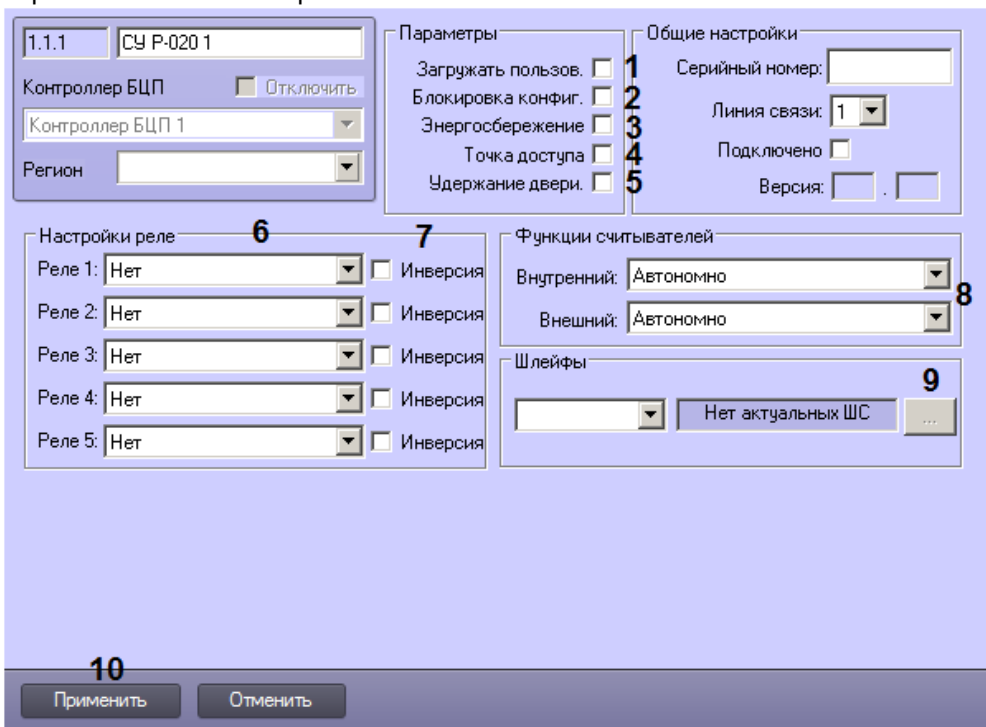 1.1.1 СУ Р-020 1
Контроллер БЦП Отключить
Контроллер БЦП 1
Регион
Параметры
Загружать пользов. 1
Блокировка конфиг. 2
Энергосбережение 3
Точка доступа 4
Удержание двери. 5
Общие настройки
Серийный номер:
Линия связи: 1
Подключено
Версия: .
Настройки реле 6 7
Реле 1: Нет Инверсия
Реле 2: Нет Инверсия
Реле 3: Нет Инверсия
Реле 4: Нет Инверсия
Реле 5: Нет Инверсия
Функции считывателей
Внутренний: Автономно
8
Внешний: Автономно
Шлейфы
9
Нет актуальных ШС ...
10
Применить Отменить